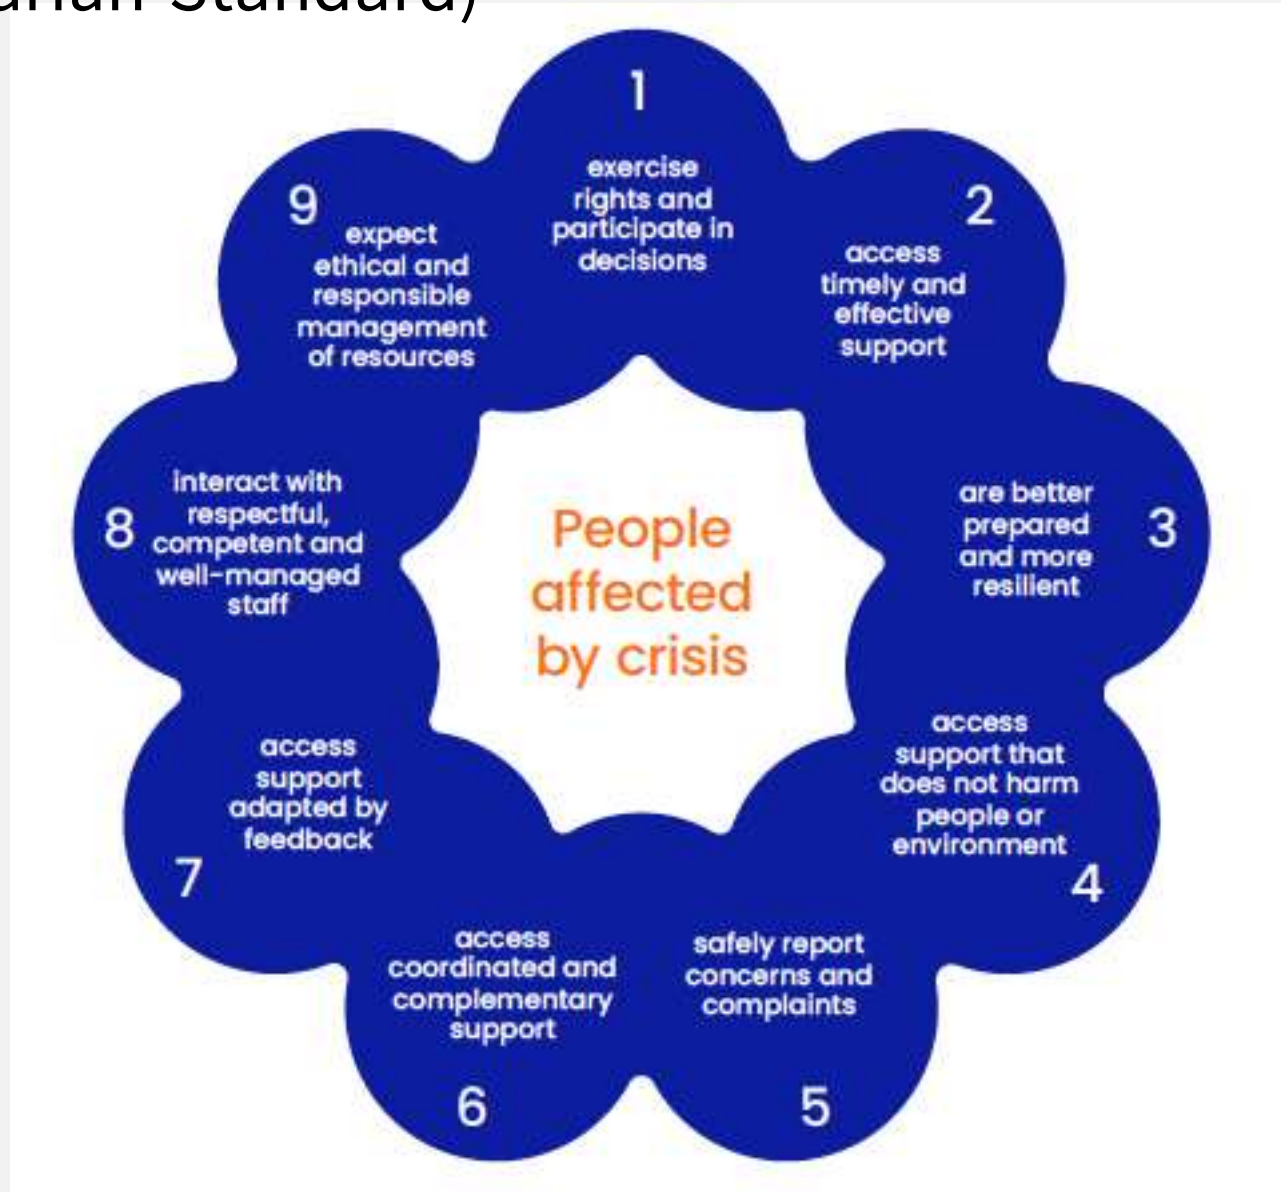 Standard)
1
exercise
rights and
participate in
decisions
2
access
timely and
effective
support
3
are better
prepared
and more
resilient
access
support that
does not harm
people or
environment
4
safely report
concerns and
complaints
5
access
coordinated and
complementary
support
6
access
support
adapted by
feedback
7
8
interact with
respectful,
competent and
well-managed
staff
9
expect
ethical and
responsible
management
of resources
People
affected
by crisis